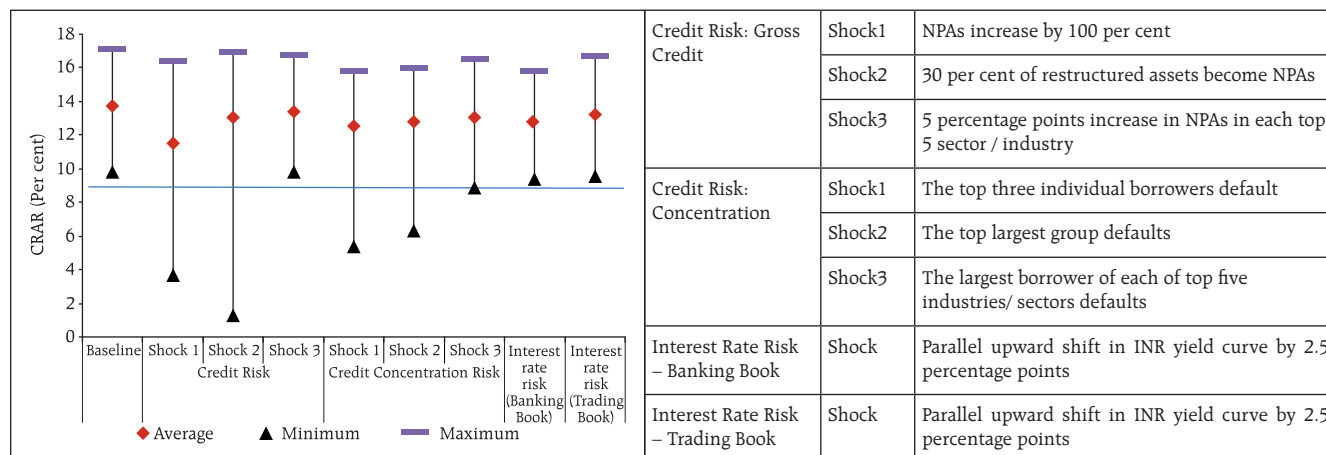 18
16
14
12
10
8
6
4
2
0
CRAR (Per cent)
Baseline
Shock 1
Shock 2
Shock 3
Shock 1
Shock 2
Shock 3
Interest
rate
risk
(Banking
Book)
Interest
rate
risk
(Trading
Book)
Credit Risk
Credit Concentration Risk
Average
Minimum
Maximum
Credit Risk: Gross
Credit
Shock1
NPAs increase by 100 per cent
Shock2
30 per cent of restructured assets become NPAs
Shock3
5 percentage points increase in NPAs in each top
5 sector / industry
Credit Risk:
Concentration
Shock1
The top three individual borrowers default
Shock2
The top largest group defaults
Shock3
The largest borrower of each of top five
industries/ sectors defaults
Interest Rate Risk
– Banking Book
Shock
Parallel upward shift in INR yield curve by 2.5
percentage points
Interest Rate Risk
– Trading Book
Shock
Parallel upward shift in INR yield curve by 2.5
percentage points